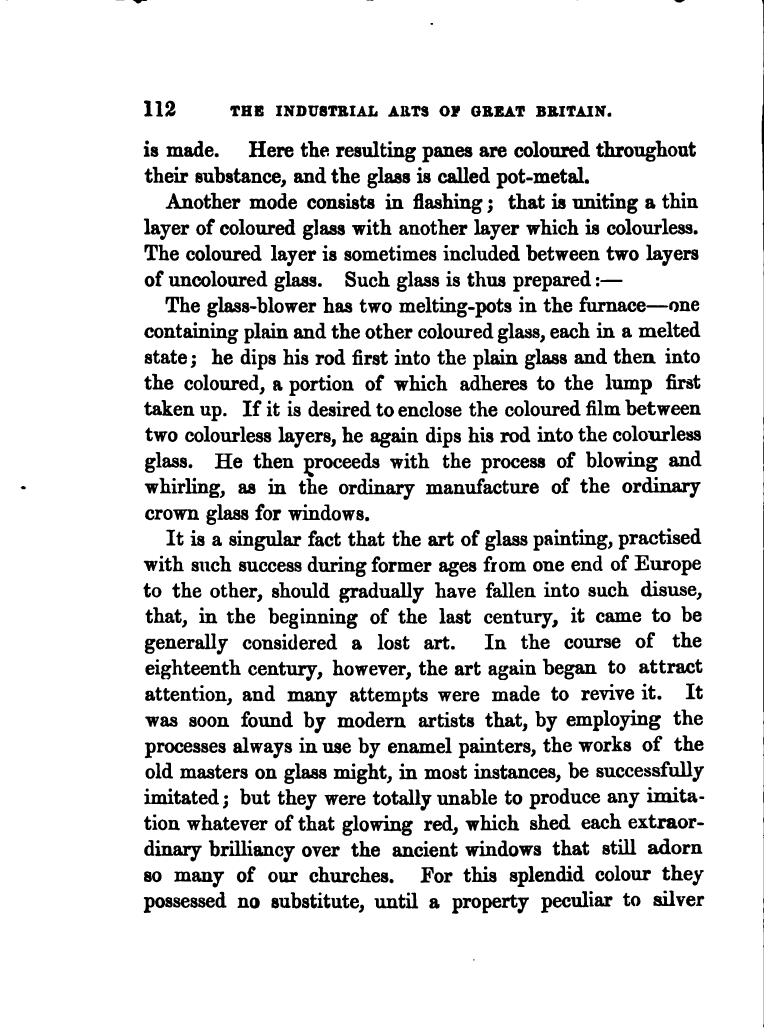 112 THE INDUSTRIAL ARTS OF GREAT BRITAIN.
is made. Here the resulting panes are coloured throughout
their substance, and the glass is called pot-metal.
Another mode consists in flashing; that is uniting a thin
layer of coloured glass with another layer which is colourless.
The coloured layer is sometimes included between two layers
of uncoloured glass. Such glass is thus prepared:—
The glass-blower has two melting-pots in the furnace—one
containing plain and the other coloured glass, each in a melted
state; he dips his rod first into the plain glass and then into
the coloured, a portion of which adheres to the lump first
taken up. If it is desired to enclose the coloured film between
two colourless layers, he again dips his rod into the colourless
glass. He then proceeds with the process of blowing and
whirling, as in the ordinary manufacture of the ordinary
crown glass for windows.
It is a singular fact that the art of glass painting, practised
with such success during former ages from one end of Europe
to the other, should gradually have fallen into such disuse,
that, in the beginning of the last century, it came to be
generally considered a lost art. In the course of the
eighteenth century, however, the art again began to attract
attention, and many attempts were made to revive it. It
was soon found by modern artists that, by employing the
processes always in use by enamel painters, the works of the
old masters on glass might, in most instances, be successfully
imitated; but they were totally unable to produce any imita-
tion whatever of that glowing red, which shed each extraor-
dinary brilliancy over the ancient windows that still adorn
so many of our churches. For this splendid colour they
possessed no substitute, until a property peculiar to silver